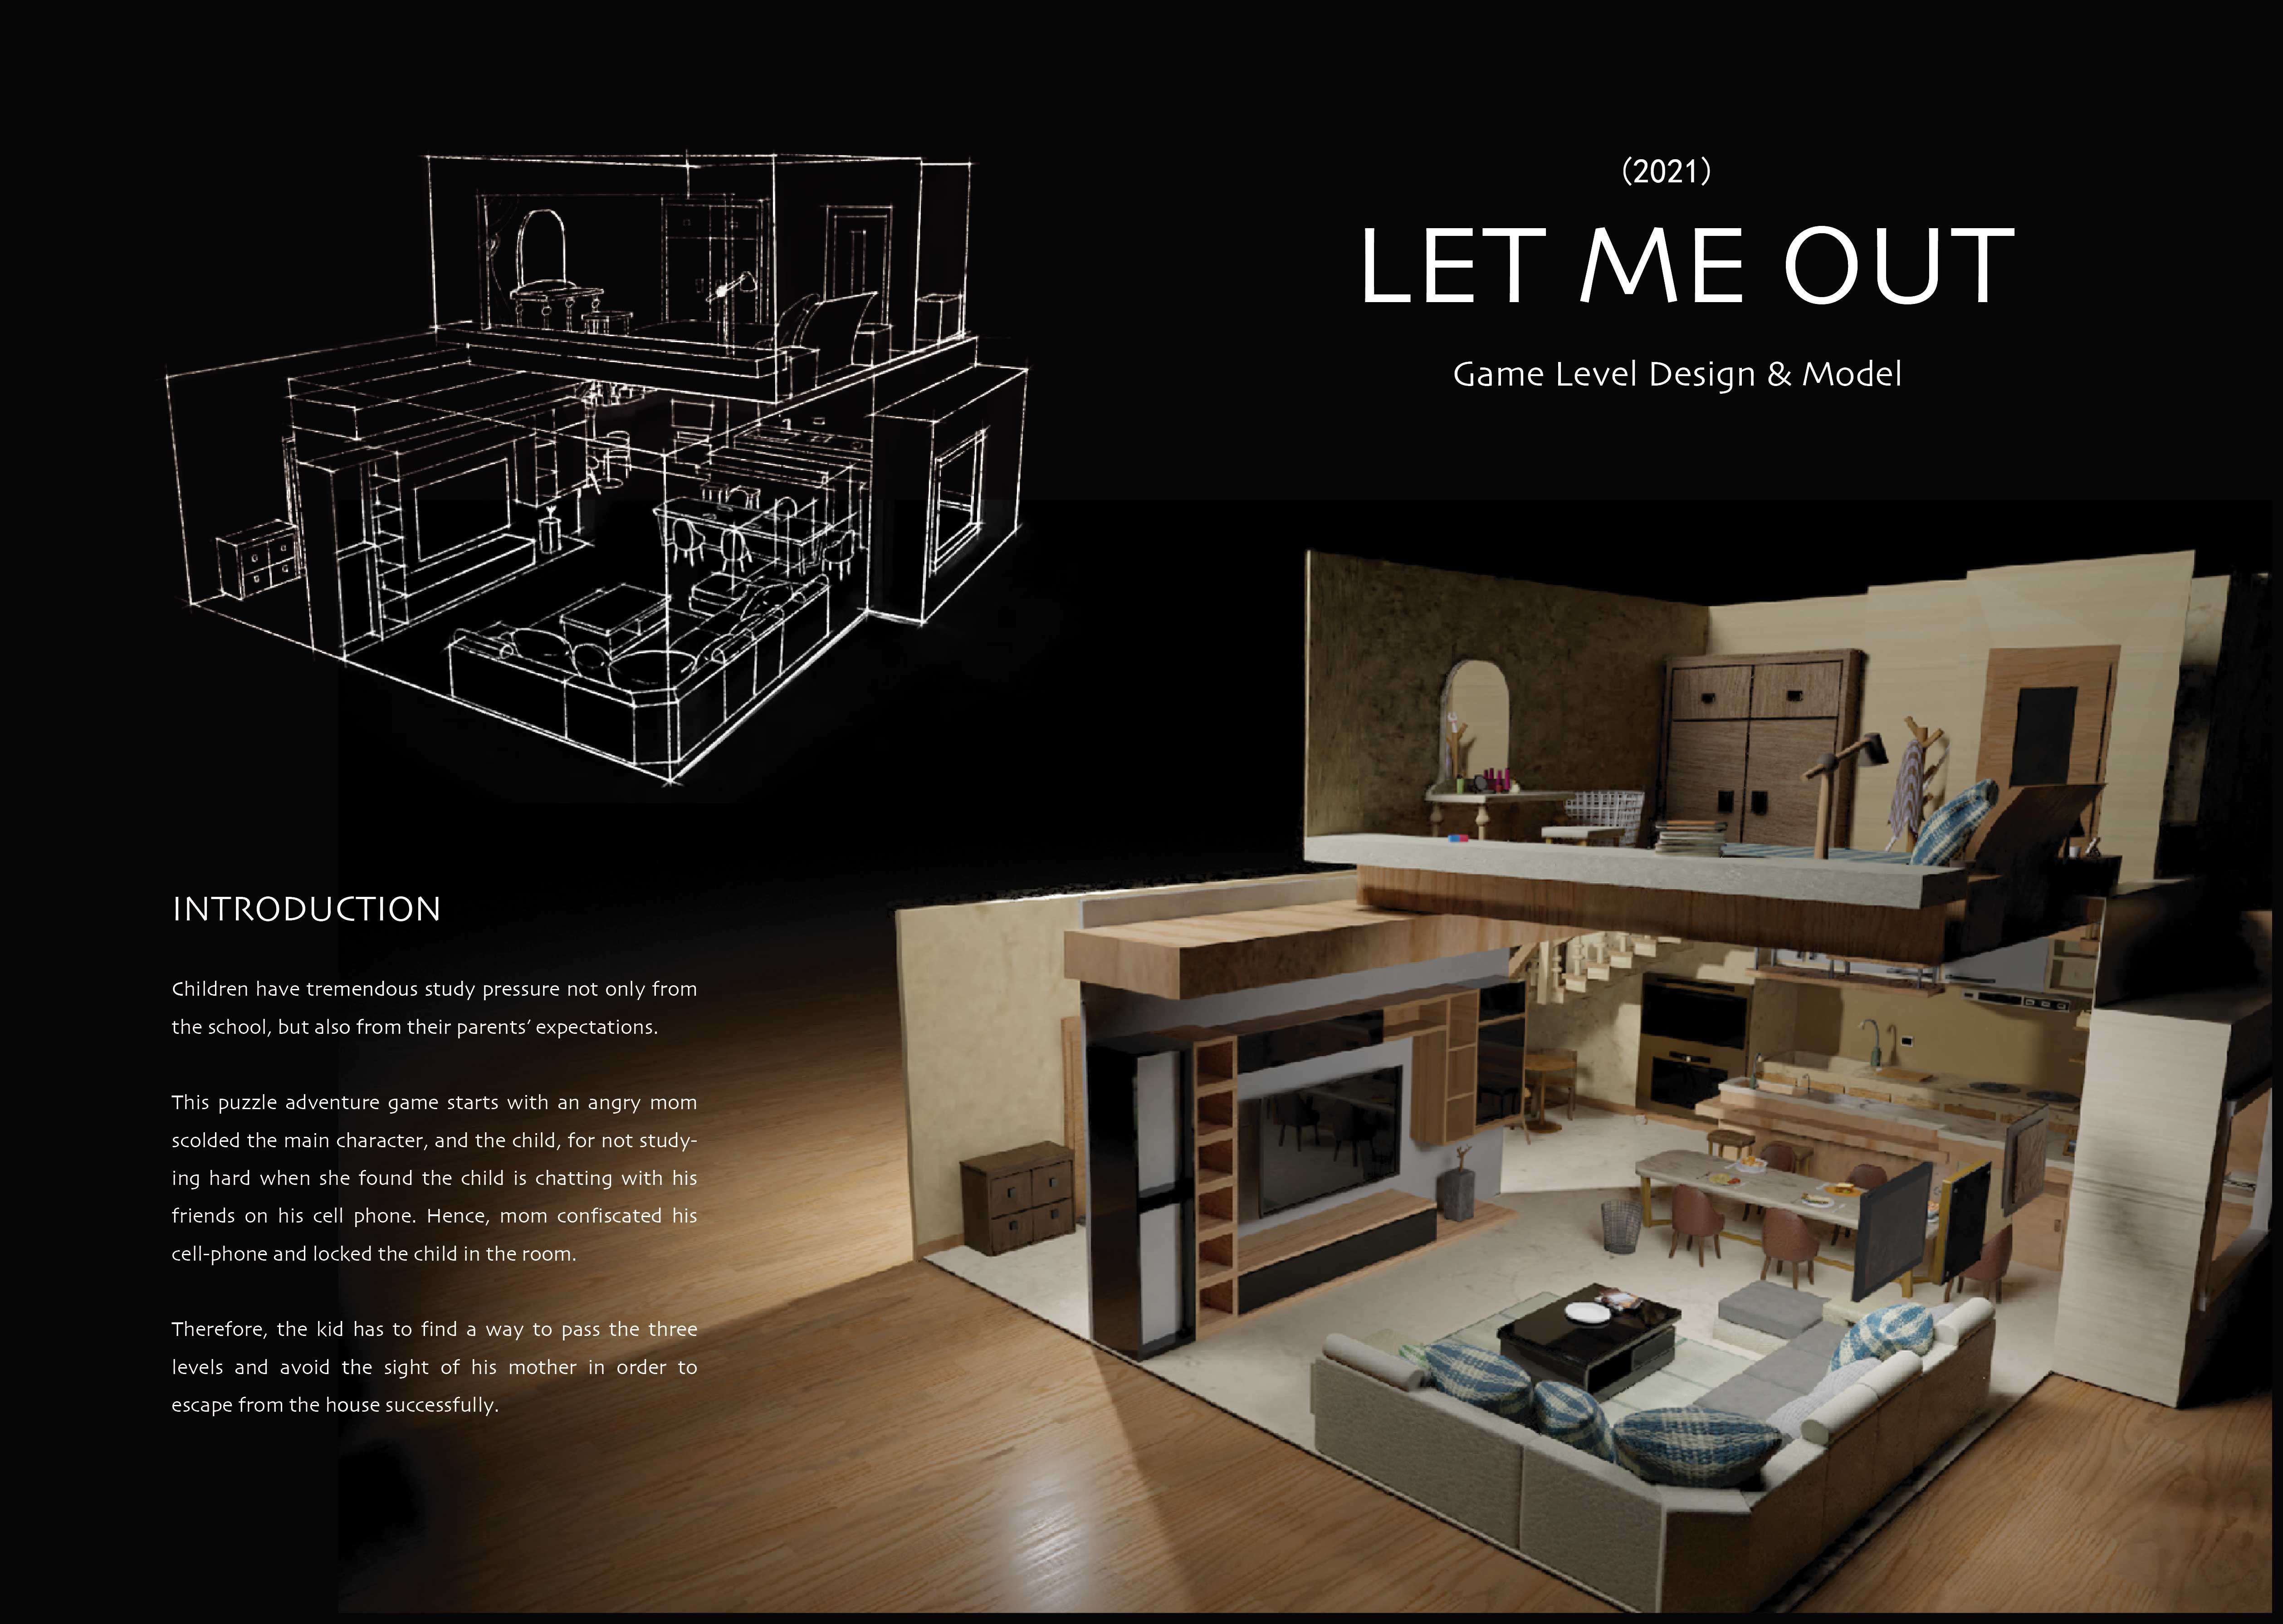 (2021)
LET ME OUT
Game Level Design & Model
INTRODUCTION
Children have tremendous study pressure not only from
the school, but also from their parents’ expectations.
This puzzle adventure game starts with an angry mom
scolded the main character, and the child, for not study-
ing hard when she found the child is chatting with his
friends on his cell phone. Hence, mom confiscated his
cell-phone and locked the child in the room.
Therefore, the kid has to find a way to pass the three
levels and avoid the sight of his mother in order to
escape from the house successfully.